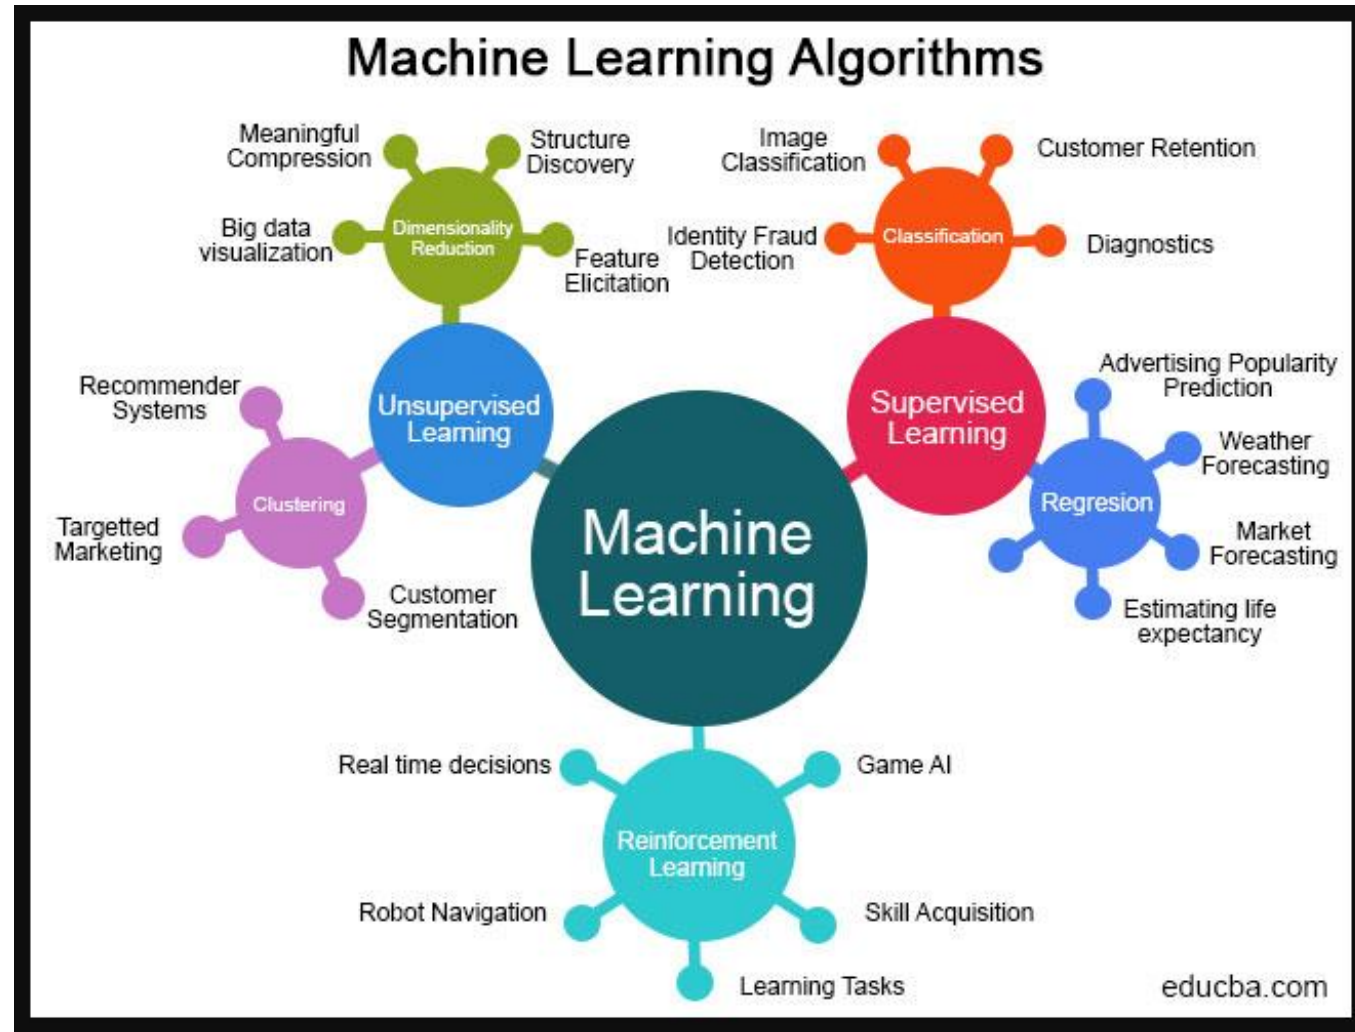 Machine Learning Algorithms
Meaningful
Compression
Structure
Discovery
Big data
visualization
Dimensionality
Reduction
Feature
Elicitation
Image
Classification
Customer Retention
Identity Fraud
Detection
Classification
Diagnostics
Unsupervised
Learning
Recommender
Systems
Clustering
Targetted
Marketing
Customer
Segmentation
Supervised
Learning
Advertising Popularity
Prediction
Weather
Forecasting
Regresion
Market
Forecasting
Estimating life
expectancy
Machine
Learning
Real time decisions
Game AI
Reinforcement
Learning
Robot Navigation
Skill Acquisition
Learning Tasks
educba.com